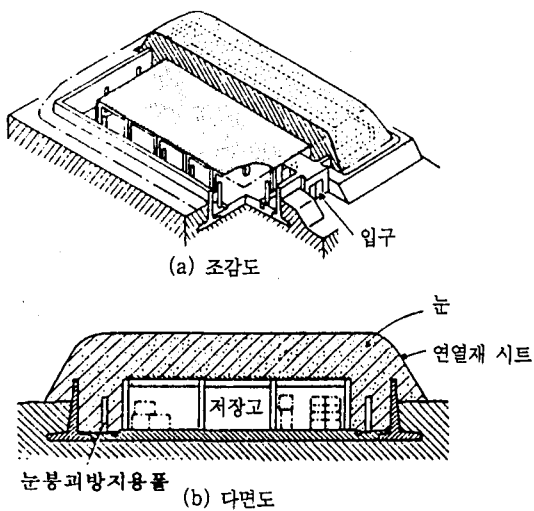 입구
(a) 조감도
눈
연열재 시트
저장고
눈붕괴방지용폴
(b) 다면도